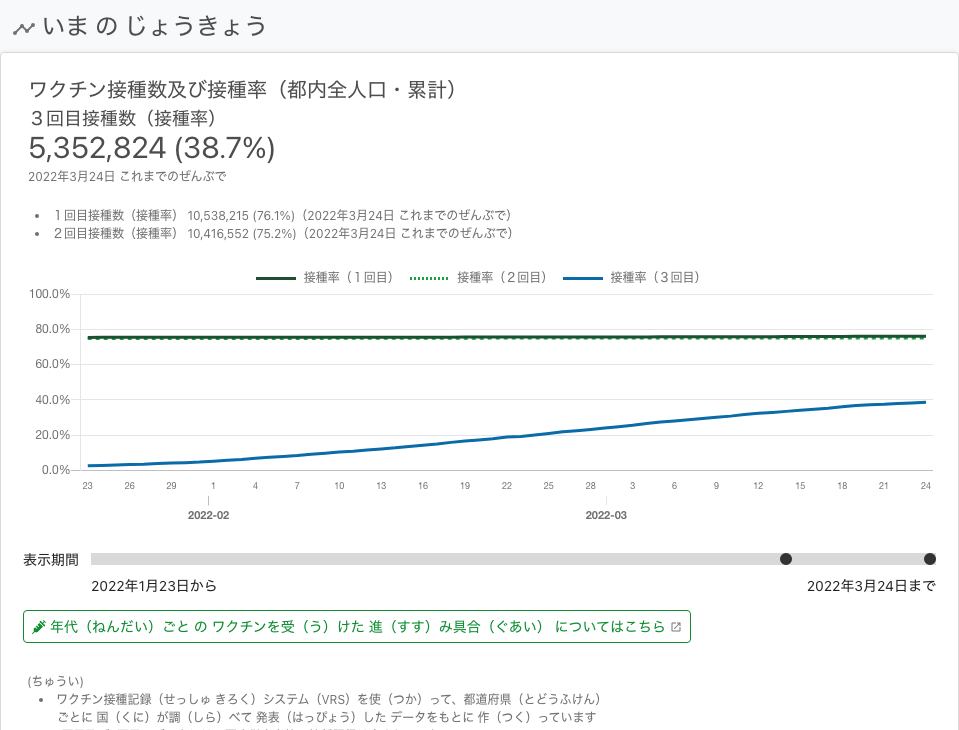 いま の じょうきょう
ワクチン接種数及び接種率（都内全人口・累計）
３回目接種数（接種率）
5,352,824 (38.7%)
2022年3月24日 これまでのぜんぶで
• １回目接種数（接種率） 10,538,215 (76.1%)（2022年3月24日 これまでのぜんぶで）
• ２回目接種数（接種率） 10,416,552 (75.2%)（2022年3月24日 これまでのぜんぶで）
接種率（１回目） 接種率（２回目） 接種率（３回目）
100.0%
80.0%
60.0%
40.0%
20.0%
0.0%
23 26 29 1 4 7 10 13 16 19 22 25 28 3 6 9 12 15 18 21 24
2022-02 2022-03
表示期間
2022年1月23日から 2022年3月24日まで
年代（ねんだい）ごと の ワクチンを受（う）けた 進（すす）み具合（ぐあい） についてはこちら
(ちゅうい)
• ワクチン接種記録（せっしゅ きろく）システム（VRS）を使（つか）って、都道府県（とどうふけん）
ごとに 国（くに）が調（しら）べて 発表（はっぴょう）した データをもとに 作（つく）っています